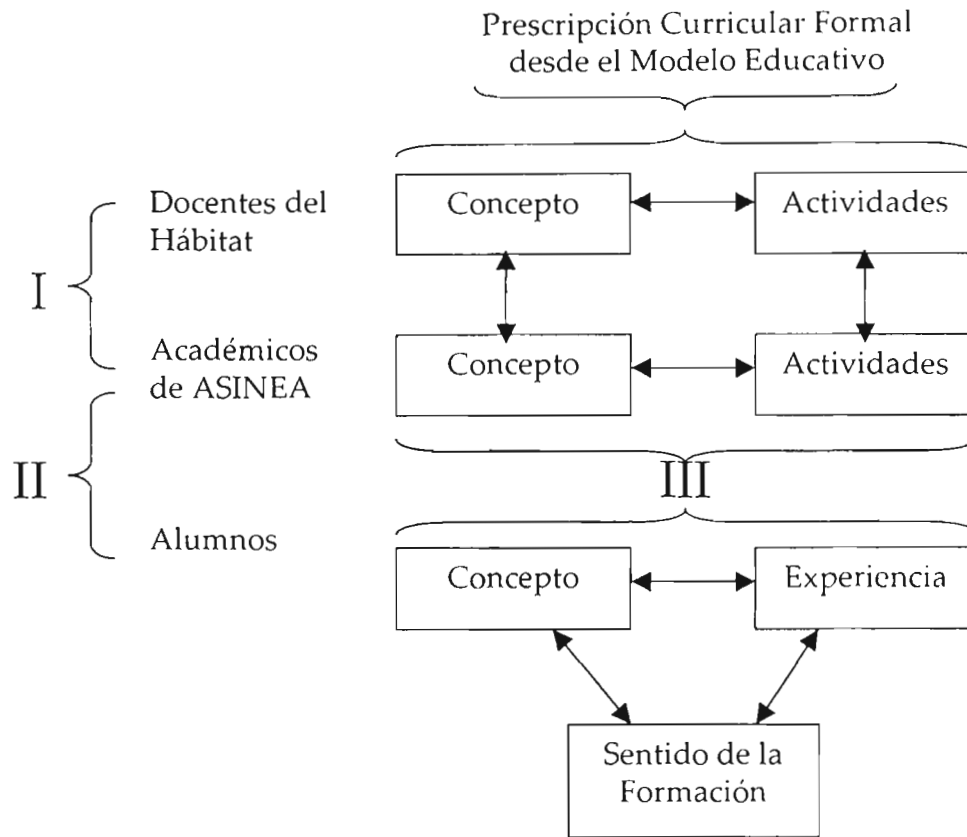 Prescripción Curricular Formal
desde el Modelo Educativo
I
Docentes del
Hábitat
Concepto
Actividades
Académicos
de ASINEA
Concepto
Actividades
II
III
Alumnos
Concepto
Experiencia
Sentido de la
Formación